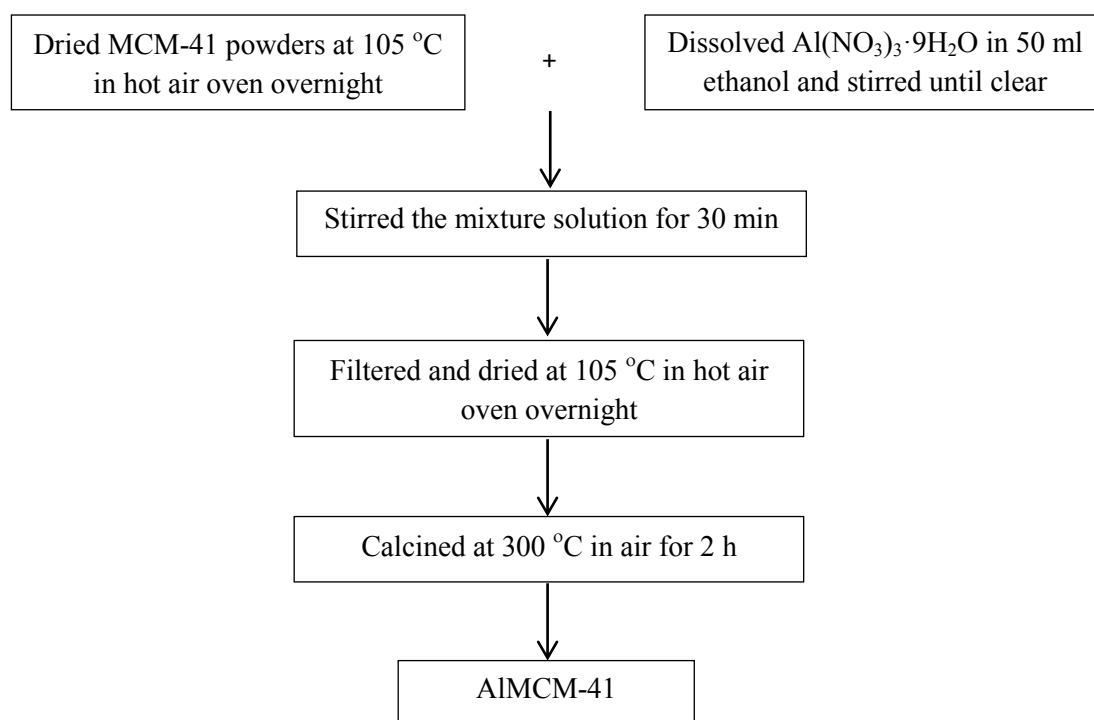 Dried MCM-41 powders at 105 °C
in hot air oven overnight
+
Dissolved Al(NO₃)₃·9H₂O in 50 ml
ethanol and stirred until clear
Stirred the mixture solution for 30 min
Filtered and dried at 105 °C in hot air
oven overnight
Calcined at 300 °C in air for 2 h
AlMCM-41